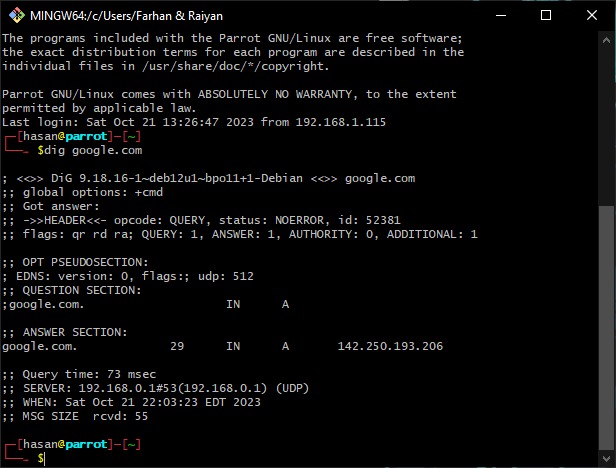 MINGW64:/c/Users/Farhan & Raiyan
The programs included with the Parrot GNU/Linux are free software;
the exact distribution terms for each program are described in the
individual files in /usr/share/doc/*/copyright.

Parrot GNU/Linux comes with ABSOLUTELY NO WARRANTY, to the extent
permitted by applicable law.
Last login: Sat Oct 21 13:26:47 2023 from 192.168.1.115
┌─[hasan@parrot]─[~]
└──╼ $dig google.com

; <<>> DiG 9.18.16-1~deb12u1~bpo11+1-Debian <<>> google.com
;; global options: +cmd
;; Got answer:
;; ->>HEADER<<- opcode: QUERY, status: NOERROR, id: 52381
;; flags: qr rd ra; QUERY: 1, ANSWER: 1, AUTHORITY: 0, ADDITIONAL: 1

;; OPT PSEUDOSECTION:
; EDNS: version: 0, flags:; udp: 512
;; QUESTION SECTION:
;google.com.			IN	A

;; ANSWER SECTION:
google.com.		29	IN	A	142.250.193.206

;; Query time: 73 msec
;; SERVER: 192.168.0.1#53(192.168.0.1) (UDP)
;; WHEN: Sat Oct 21 22:03:23 EDT 2023
;; MSG SIZE  rcvd: 55

┌─[hasan@parrot]─[~]
└──╼ $